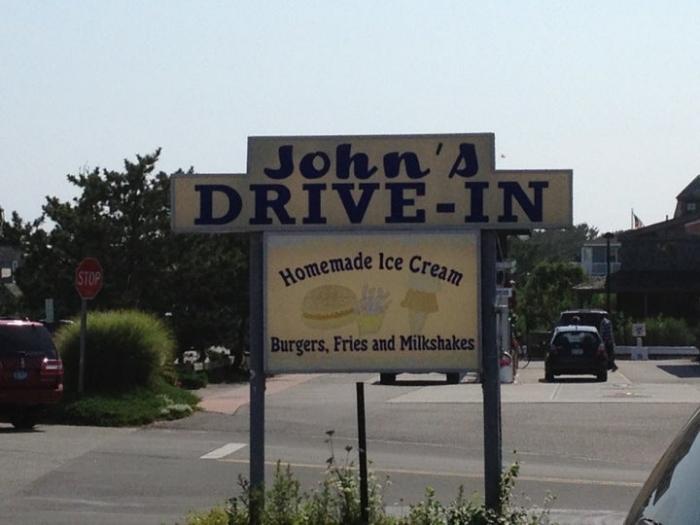 John's
DRIVE-IN
Homemade Ice Cream
Burgers, Fries and Milkshakes
STOP